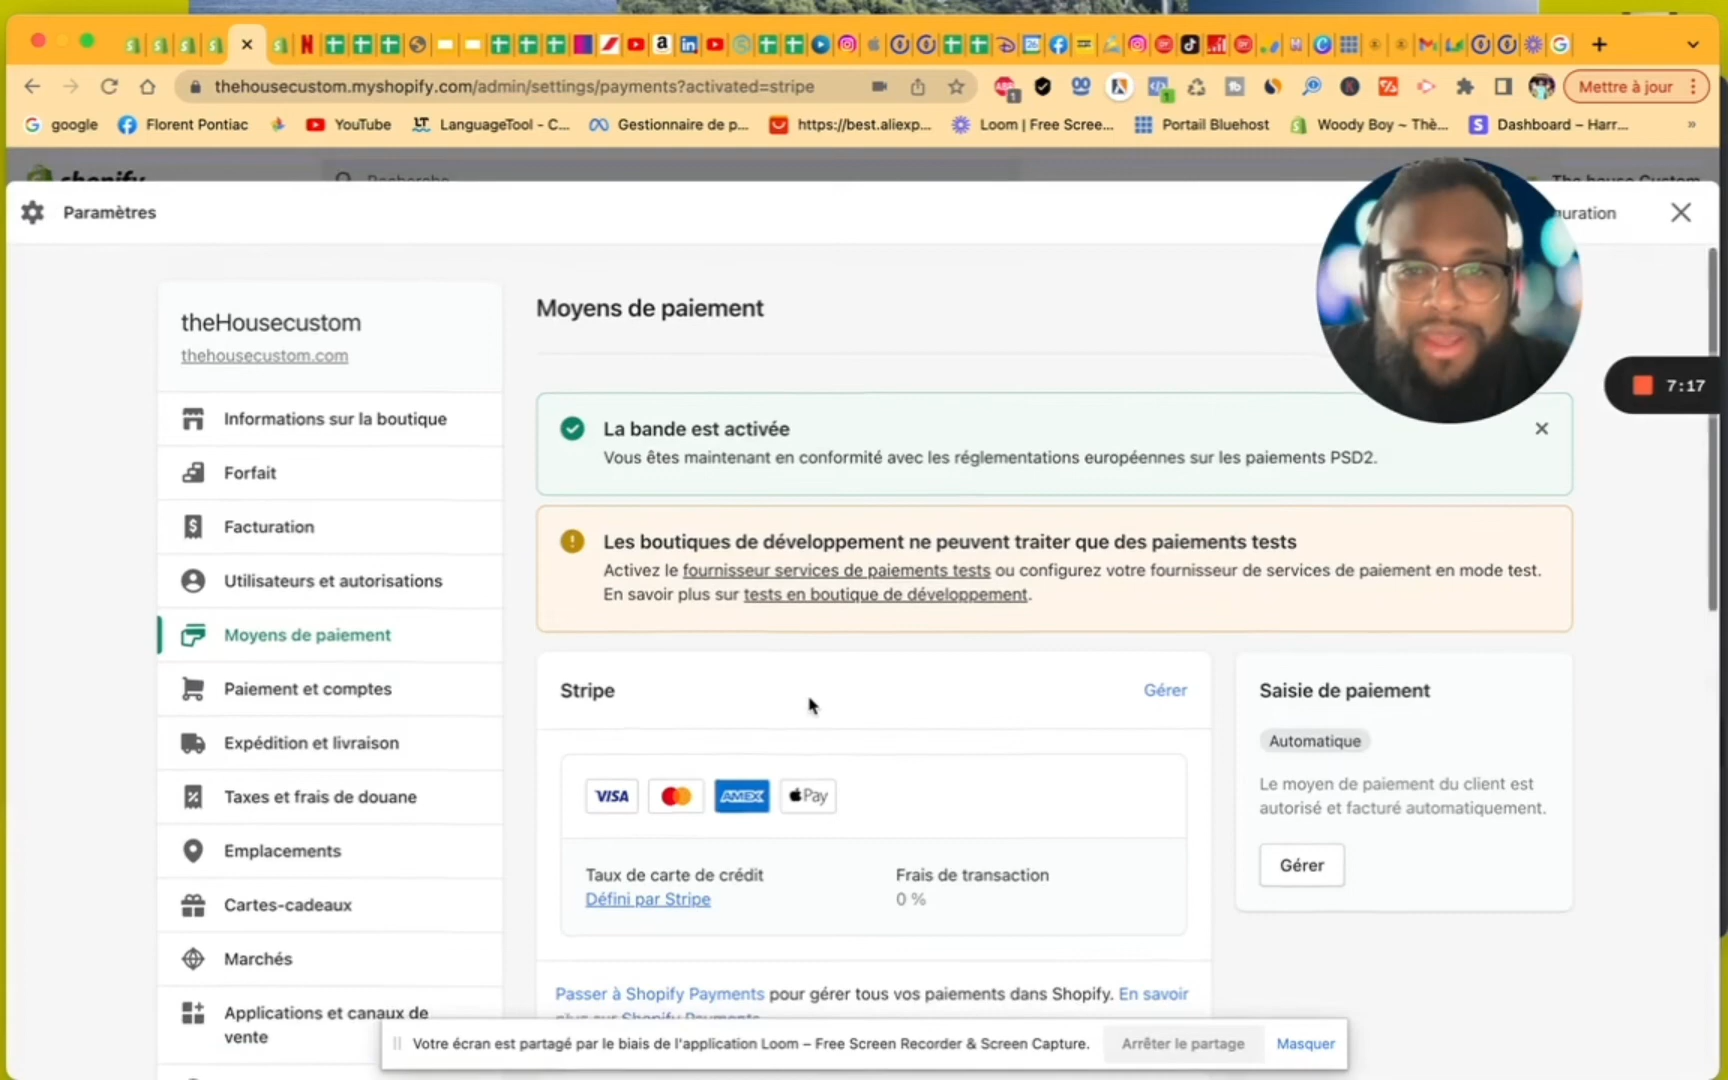 thehousecustom.myshopify.com/admin/settings/payments?activated=stripe
Mettre à jour
google
Florent Pontiac
YouTube
LanguageTool - C...
Gestionnaire de p...
https://best.aliexp...
Loom | Free Scree...
Portail Bluehost
Woody Boy ~ Thè...
Dashboard – Harr...
»
shopify
Recherche
The house Custom
Paramètres
uration
7:17
theHousecustom
thehousecustom.com
Informations sur la boutique
Forfait
Facturation
Utilisateurs et autorisations
Moyens de paiement
Paiement et comptes
Expédition et livraison
Taxes et frais de douane
Emplacements
Cartes-cadeaux
Marchés
Applications et canaux de
vente
Moyens de paiement
La bande est activée
Vous êtes maintenant en conformité avec les réglementations européennes sur les paiements PSD2.
Les boutiques de développement ne peuvent traiter que des paiements tests
Activez le fournisseur services de paiements tests ou configurez votre fournisseur de services de paiement en mode test.
En savoir plus sur tests en boutique de développement.
Stripe
Gérer
VISA
AMEX
Pay
Taux de carte de crédit
Défini par Stripe
Frais de transaction
0 %
Passer à Shopify Payments pour gérer tous vos paiements dans Shopify. En savoir
plus sur Shopify Payments.
Saisie de paiement
Automatique
Le moyen de paiement du client est
autorisé et facturé automatiquement.
Gérer
Votre écran est partagé par le biais de l'application Loom – Free Screen Recorder & Screen Capture.
Arrêter le partage
Masquer